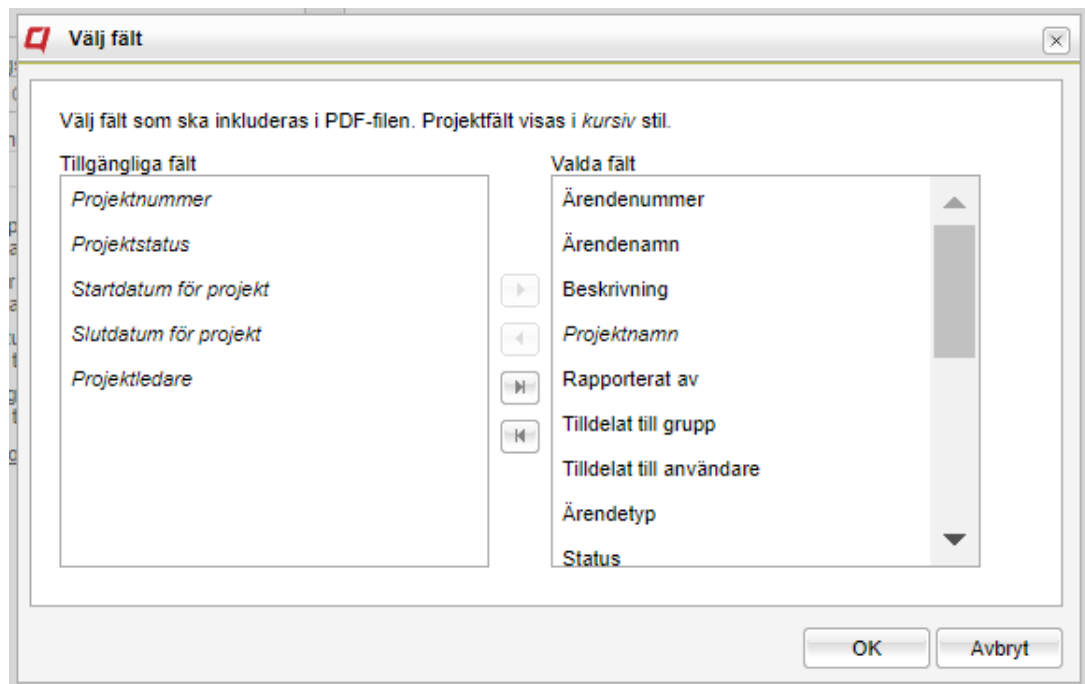 Välj fält
Välj fält som ska inkluderas i PDF-filen. Projektfält visas i kursiv stil.
Tillgängliga fält
Projektnummer
Projektstatus
Startdatum för projekt
Slutdatum för projekt
Projektledare
Valda fält
Ärendenummer
Ärendenamn
Beskrivning
Projektnamn
Rapporterat av
Tilldelat till grupp
Tilldelat till användare
Ärendetyp
Status
OK
Avbryt